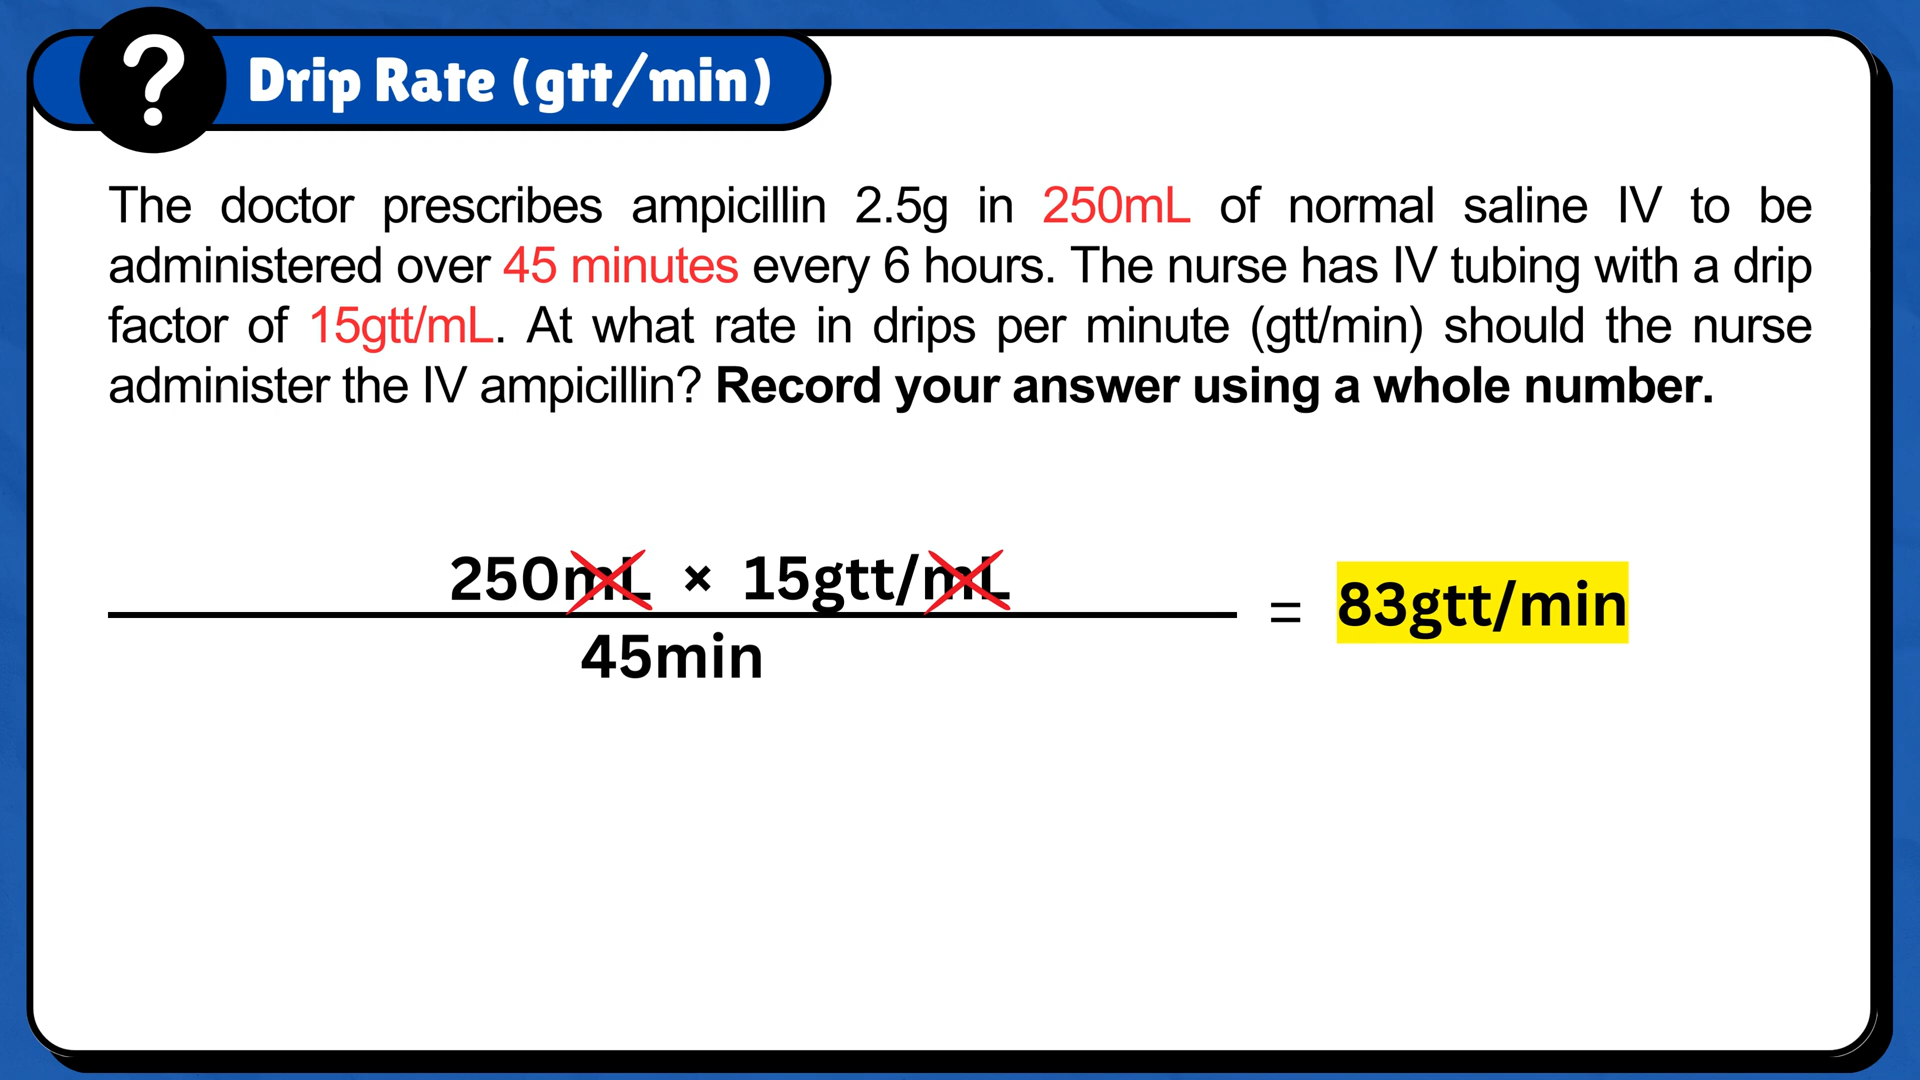 ?
Drip Rate (gtt/min)
The doctor prescribes ampicillin 2.5g in 250mL of normal saline IV to be
administered over 45 minutes every 6 hours. The nurse has IV tubing with a drip
factor of 15gtt/mL. At what rate in drips per minute (gtt/min) should the nurse
administer the IV ampicillin? Record your answer using a whole number.
250mL × 15gtt/mL
45min
= 83gtt/min